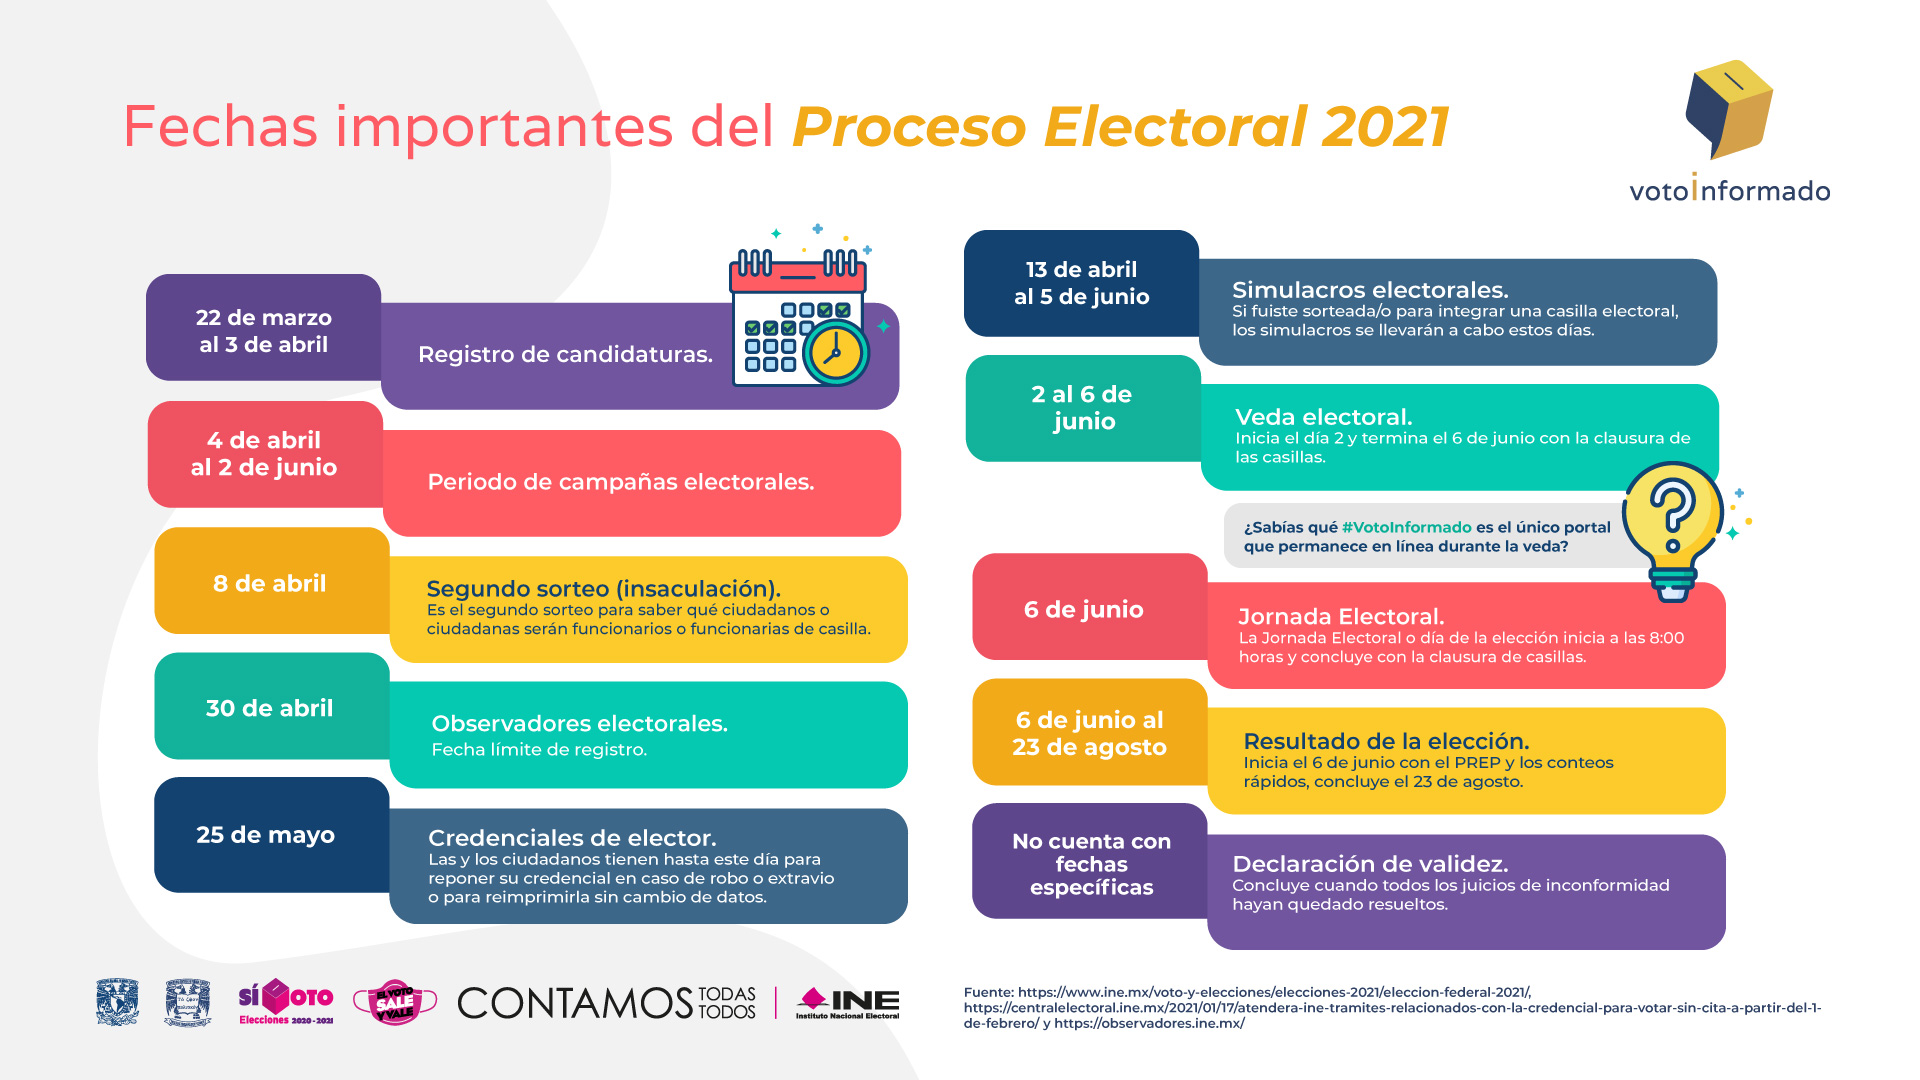 Fechas importantes del Proceso Electoral 2021
votoinformado
22 de marzo
al 3 de abril
Registro de candidaturas.
4 de abril
al 2 de junio
Periodo de campañas electorales.
8 de abril
Segundo sorteo (insaculación).
Es el segundo sorteo para saber qué ciudadanos o
ciudadanas serán funcionarios o funcionarias de casilla.
30 de abril
Observadores electorales.
Fecha límite de registro.
25 de mayo
Credenciales de elector.
Las y los ciudadanos tienen hasta este día para
reponer su credencial en caso de robo o extravio
o para reimprimirla sin cambio de datos.
13 de abril
al 5 de junio
Simulacros electorales.
Si fuiste sorteada/o para integrar una casilla electoral,
los simulacros se llevarán a cabo estos días.
2 al 6 de
junio
Veda electoral.
Inicia el día 2 y termina el 6 de junio con la clausura de
las casillas.
¿Sabías qué #VotoInformado es el único portal
que permanece en línea durante la veda?
6 de junio
Jornada Electoral.
La Jornada Electoral o día de la elección inicia a las 8:00
horas y concluye con la clausura de casillas.
6 de junio al
23 de agosto
Resultado de la elección.
Inicia el 6 de junio con el PREP y los conteos
rápidos, concluye el 23 de agosto.
No cuenta con
fechas
específicas
Declaración de validez.
Concluye cuando todos los juicios de inconformidad
hayan quedado resueltos.
SÍ VOTO
Elecciones 2020-2021
EL VOTO
SALE
Y VALE
CONTAMOS TODAS
TODOS
INE
Instituto Nacional Electoral
Fuente: https://www.ine.mx/voto-y-elecciones/elecciones-2021/eleccion-federal-2021/,
https://centralelectoral.ine.mx/2021/01/17/atendera-ine-tramites-relacionados-con-la-credencial-para-votar-sin-cita-a-partir-del-1-
de-febrero/ y https://observadores.ine.mx/